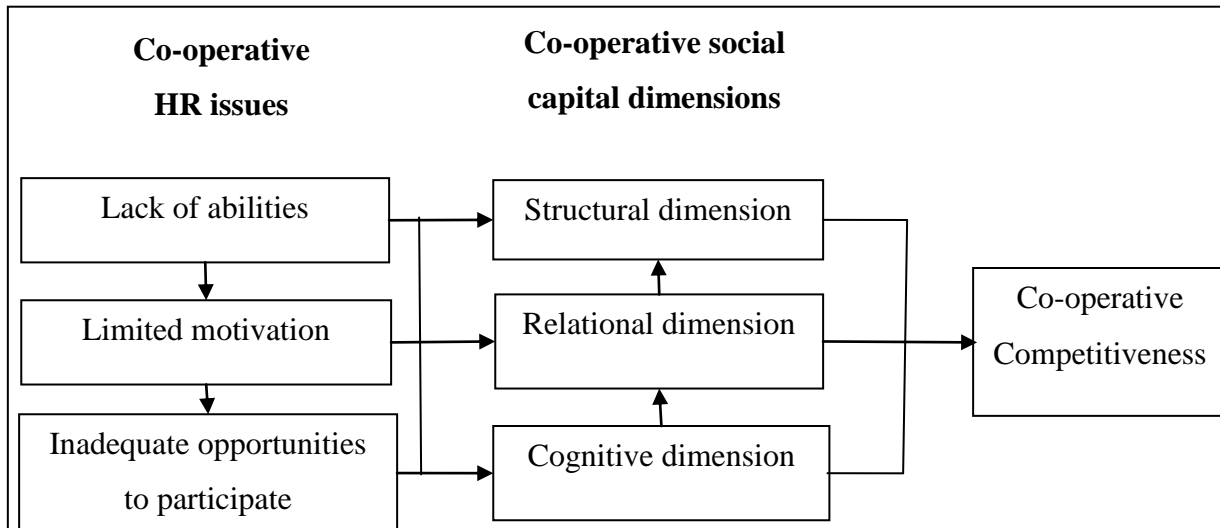 Co-operative
HR issues
Co-operative social
capital dimensions
Lack of abilities
Structural dimension
Limited motivation
Relational dimension
Co-operative
Competitiveness
Inadequate opportunities
to participate
Cognitive dimension